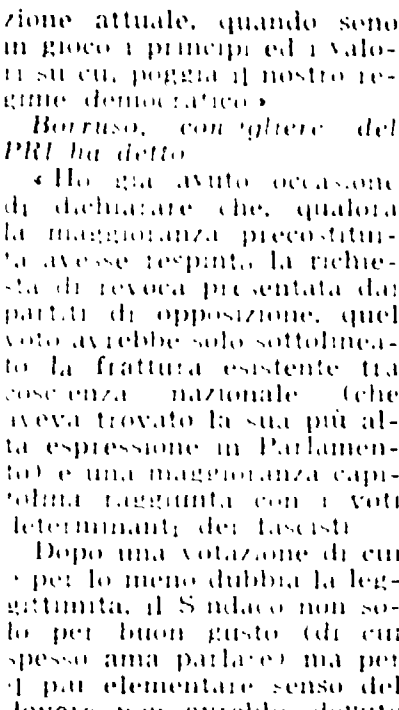 zione attuale, quando sono
in gioco i principi ed i valo-
ri su cui poggia il nostro re-
gime democratico»
Borruso, consigliere del
PRI ha detto
«Ho già avuto occasione
di dichiarare che, qualora
la maggioranza precostitui-
ta avesse respinta la richie-
sta di revoca presentata dai
partiti di opposizione, quel
voto avrebbe solo sottolinea-
to la frattura esistente tra
coscienza nazionale (che
aveva trovato la sua più al-
ta espressione in Parlamen-
to) e una maggioranza capi-
tolina raggiunta con i voti
determinanti dei fascisti
Dopo una votazione di cui
è per lo meno dubbia la leg-
gittimità, il Sindaco non so-
lo per buon gusto (di cui
spesso ama parlare) ma per
il più elementare senso del